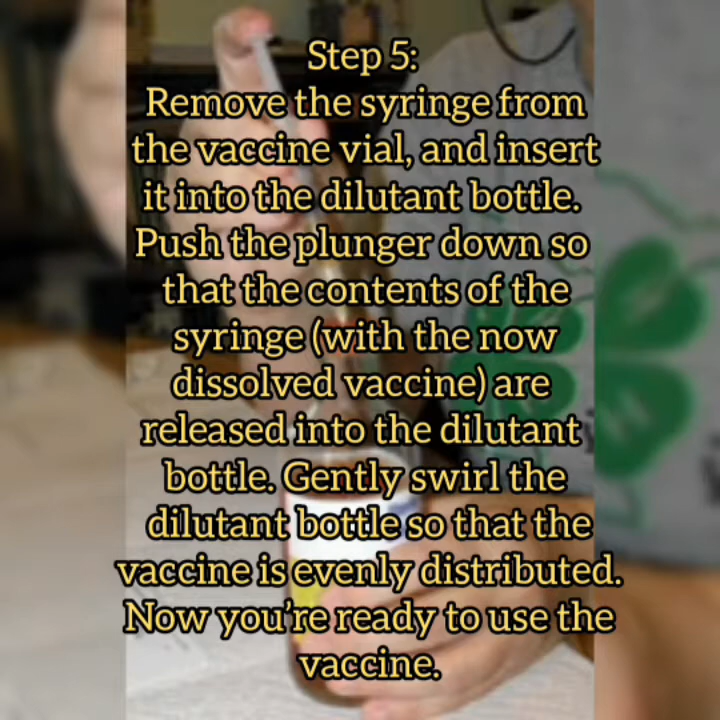 Step 5:
Remove the syringe from
the vaccine vial, and insert
it into the dilutant bottle.
Push the plunger down so
that the contents of the
syringe (with the now
dissolved vaccine) are
released into the dilutant
bottle. Gently swirl the
dilutant bottle so that the
vaccine is evenly distributed.
Now you're ready to use the
vaccine.